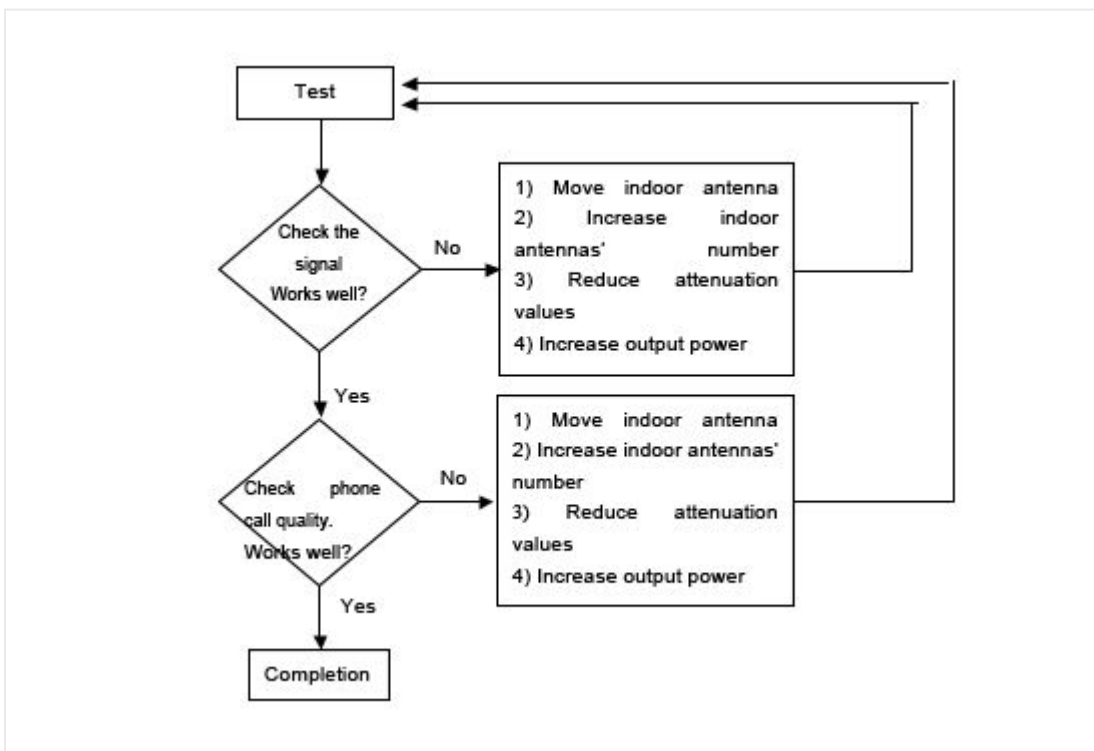 Test
Check the
signal
Works well?
No
1) Move indoor antenna
2) Increase indoor
antennas' number
3) Reduce attenuation
values
4) Increase output power
Yes
Check phone
call quality.
Works well?
No
1) Move indoor antenna
2) Increase indoor antennas'
number
3) Reduce attenuation
values
4) Increase output power
Yes
Completion